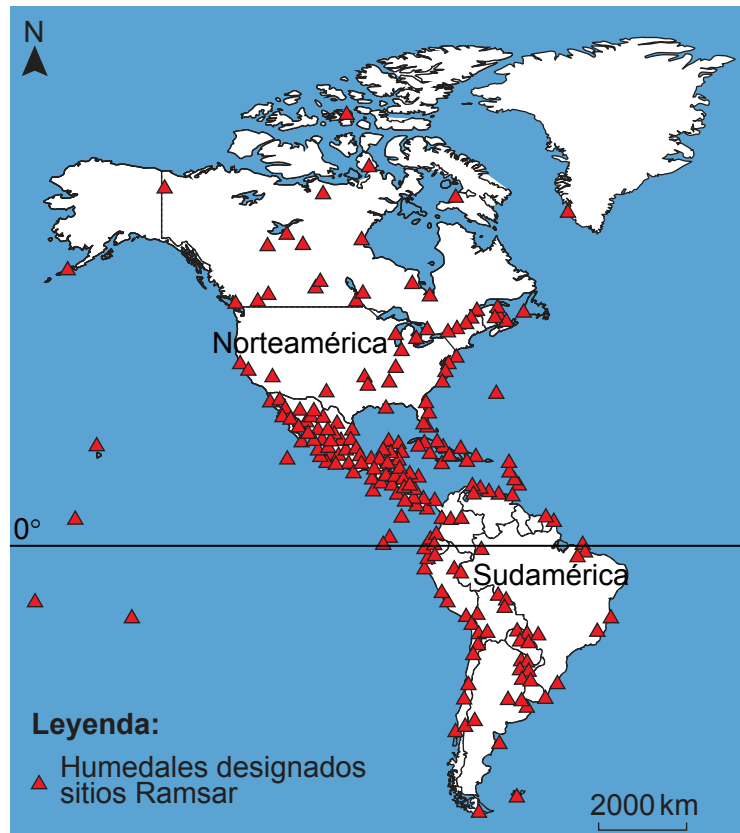 N
Norteamérica
0°
Sudamérica
Leyenda:
Humedales designados
sitios Ramsar
2000 km